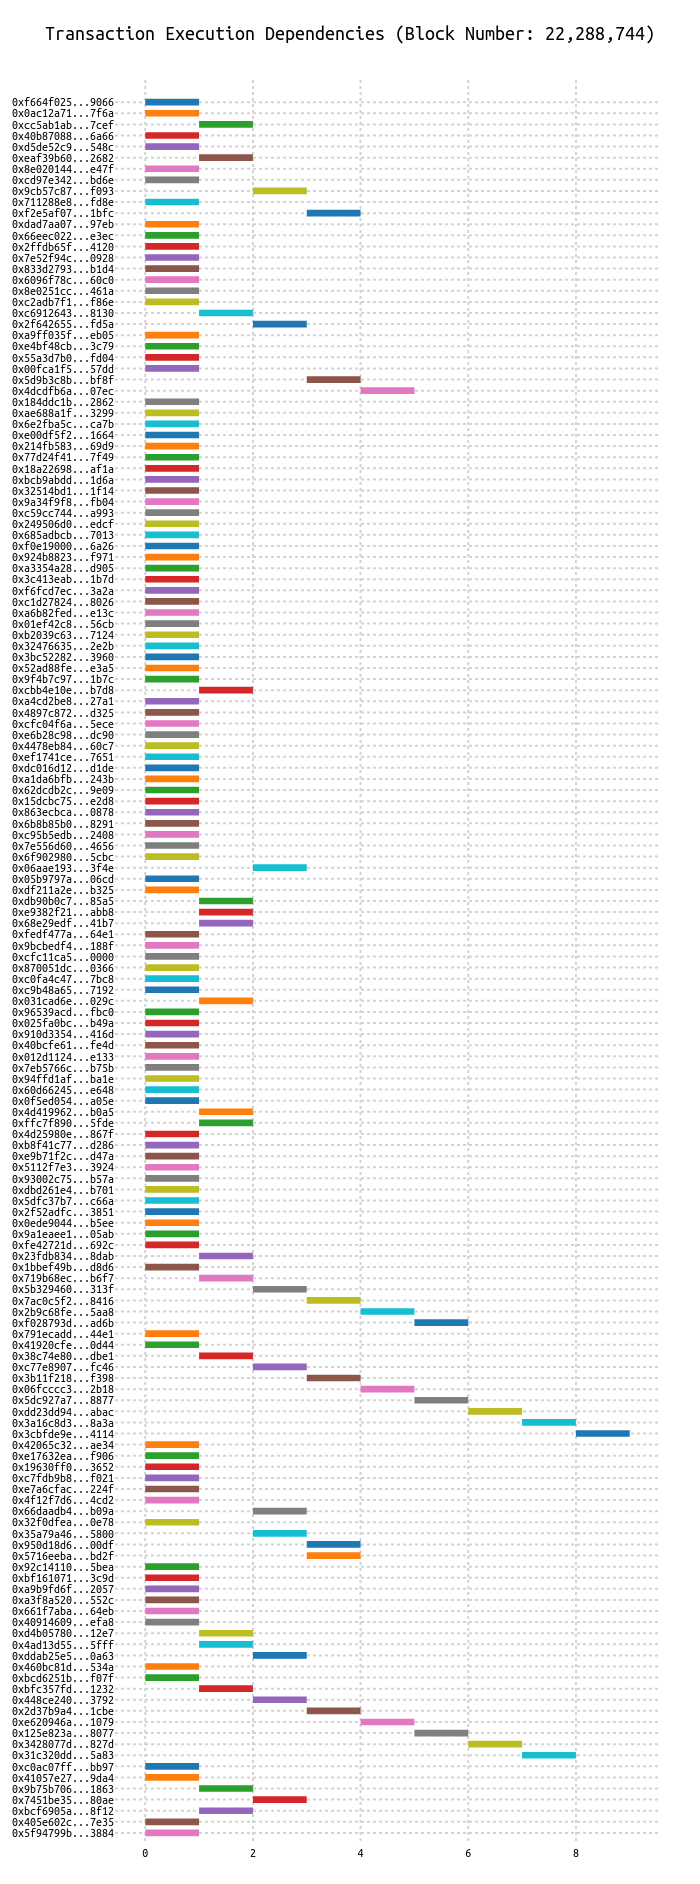 Transaction Execution Dependencies (Block Number: 22,288,744)
0xf664f025...9066
0x0ac12a71...7f6a
0xcc5ab1ab...7cef
0x40b87088...6a66
0xd5de52c9...548c
0xeaf39b60...2682
0x8e020144...e47f
0xcd97e342...bd6e
0x9cb57c87...f093
0x711288e8...fd8e
0xf2e5af07...1bfc
0xdad7aa07...97eb
0x66eec022...e3ec
0x2ffdb65f...4120
0x7e52f94c...0928
0x833d2793...b1d4
0x6096f78c...60c0
0x8e0251cc...461a
0xc2adb7f1...f86e
0xc6912643...8130
0x2f642655...fd5a
0xa9ff035f...eb05
0xe4bf48cb...3c79
0x55a3d7b0...fd04
0x00fca1f5...57dd
0x5d9b3c8b...bf8f
0x4dcdfb6a...07ec
0x184ddc1b...2862
0xae688a1f...3299
0x6e2fba5c...ca7b
0xe00df5f2...1664
0x214fb583...69d9
0x77d24f41...7f49
0x18a22698...af1a
0xbcb9abdd...1d6a
0x32514bd1...1f14
0x9a34f9f8...fb04
0xc59cc744...a993
0x249506d0...edcf
0x685adbcb...7013
0xf0e19000...6a26
0x924b8823...f971
0xa3354a28...d905
0x3c413eab...1b7d
0xf6fcd7ec...3a2a
0xc1d27824...8026
0xa6b82fed...e13c
0x01ef42c8...56cb
0xb2039c63...7124
0x32476635...2e2b
0x3bc52282...3960
0x52ad88fe...e3a5
0x9f4b7c97...1b7c
0xcbb4e10e...b7d8
0xa4cd2be8...27a1
0x4897c872...d325
0xcfc04f6a...5ece
0xe6b28c98...dc90
0x4478eb84...60c7
0xef1741ce...7651
0xdc016d12...d1de
0xa1da6bfb...243b
0x62dcdb2c...9e09
0x15dcbc75...e2d8
0x863ecbca...0878
0x6b8b85b0...8291
0xc95b5edb...2408
0x7e556d60...4656
0x6f902980...5cbc
0x06aae193...3f4e
0x05b9797a...06cd
0xdf211a2e...b325
0xdb90b0c7...85a5
0xe9382f21...abb8
0x68e29edf...41b7
0xfedf477a...64e1
0x9bcbedf4...188f
0xcfc11ca5...0000
0x870051dc...0366
0xc0fa4c47...7bc8
0xc9b48a65...7192
0x031cad6e...029c
0x96539acd...fbc0
0x025fa0bc...b49a
0x910d3354...416d
0x40bcfe61...fe4d
0x012d1124...e133
0x7eb5766c...b75b
0x94ffd1af...ba1e
0x60d66245...e648
0x0f5ed054...a05e
0x4d419962...b0a5
0xffc7f890...5fde
0x4d25980e...867f
0xb8f41c77...d286
0xe9b71f2c...d47a
0x5112f7e3...3924
0x93002c75...b57a
0xdbd261e4...b701
0x5dfc37b7...c66a
0x2f52adfc...3851
0x0ede9044...b5ee
0x9a1eaee1...05ab
0xfe42721d...692c
0x23fdb834...8dab
0x1bbef49b...d8d6
0x719b68ec...b6f7
0x5b329460...313f
0x7ac0c5f2...8416
0x2b9c68fe...5aa8
0xf028793d...ad6b
0x791ecadd...44e1
0x41920cfe...0d44
0x38c74e80...dbe1
0xc77e8907...fc46
0x3b11f218...f398
0x06fcccc3...2b18
0x5dc927a7...8877
0xdd23dd94...abac
0x3a16c8d3...8a3a
0x3cbfde9e...4114
0x42065c32...ae34
0xe17632ea...f906
0x19630ff0...3652
0xc7fdb9b8...f021
0xe7a6cfac...224f
0x4f12f7d6...4cd2
0x66daadb4...b09a
0x32f0dfea...0e78
0x35a79a46...5800
0x950d18d6...00df
0x5716eeba...bd2f
0x92c14110...5bea
0xbf161071...3c9d
0xa9b9fd6f...2057
0xa3f8a520...552c
0x661f7aba...64eb
0x40914609...efa8
0xd4b05780...12e7
0x4ad13d55...5fff
0xddab25e5...0a63
0x460bc81d...534a
0xbcd6251b...f07f
0xbfc357fd...1232
0x448ce240...3792
0x2d37b9a4...1cbe
0xe620946a...1079
0x125e823a...8077
0x3428077d...827d
0x31c320dd...5a83
0xc0ac07ff...bb97
0x41057e27...9da4
0x9b75b706...1863
0x7451be35...80ae
0xbcf6905a...8f12
0x405e602c...7e35
0x5f94799b...3884
0 2 4 6 8